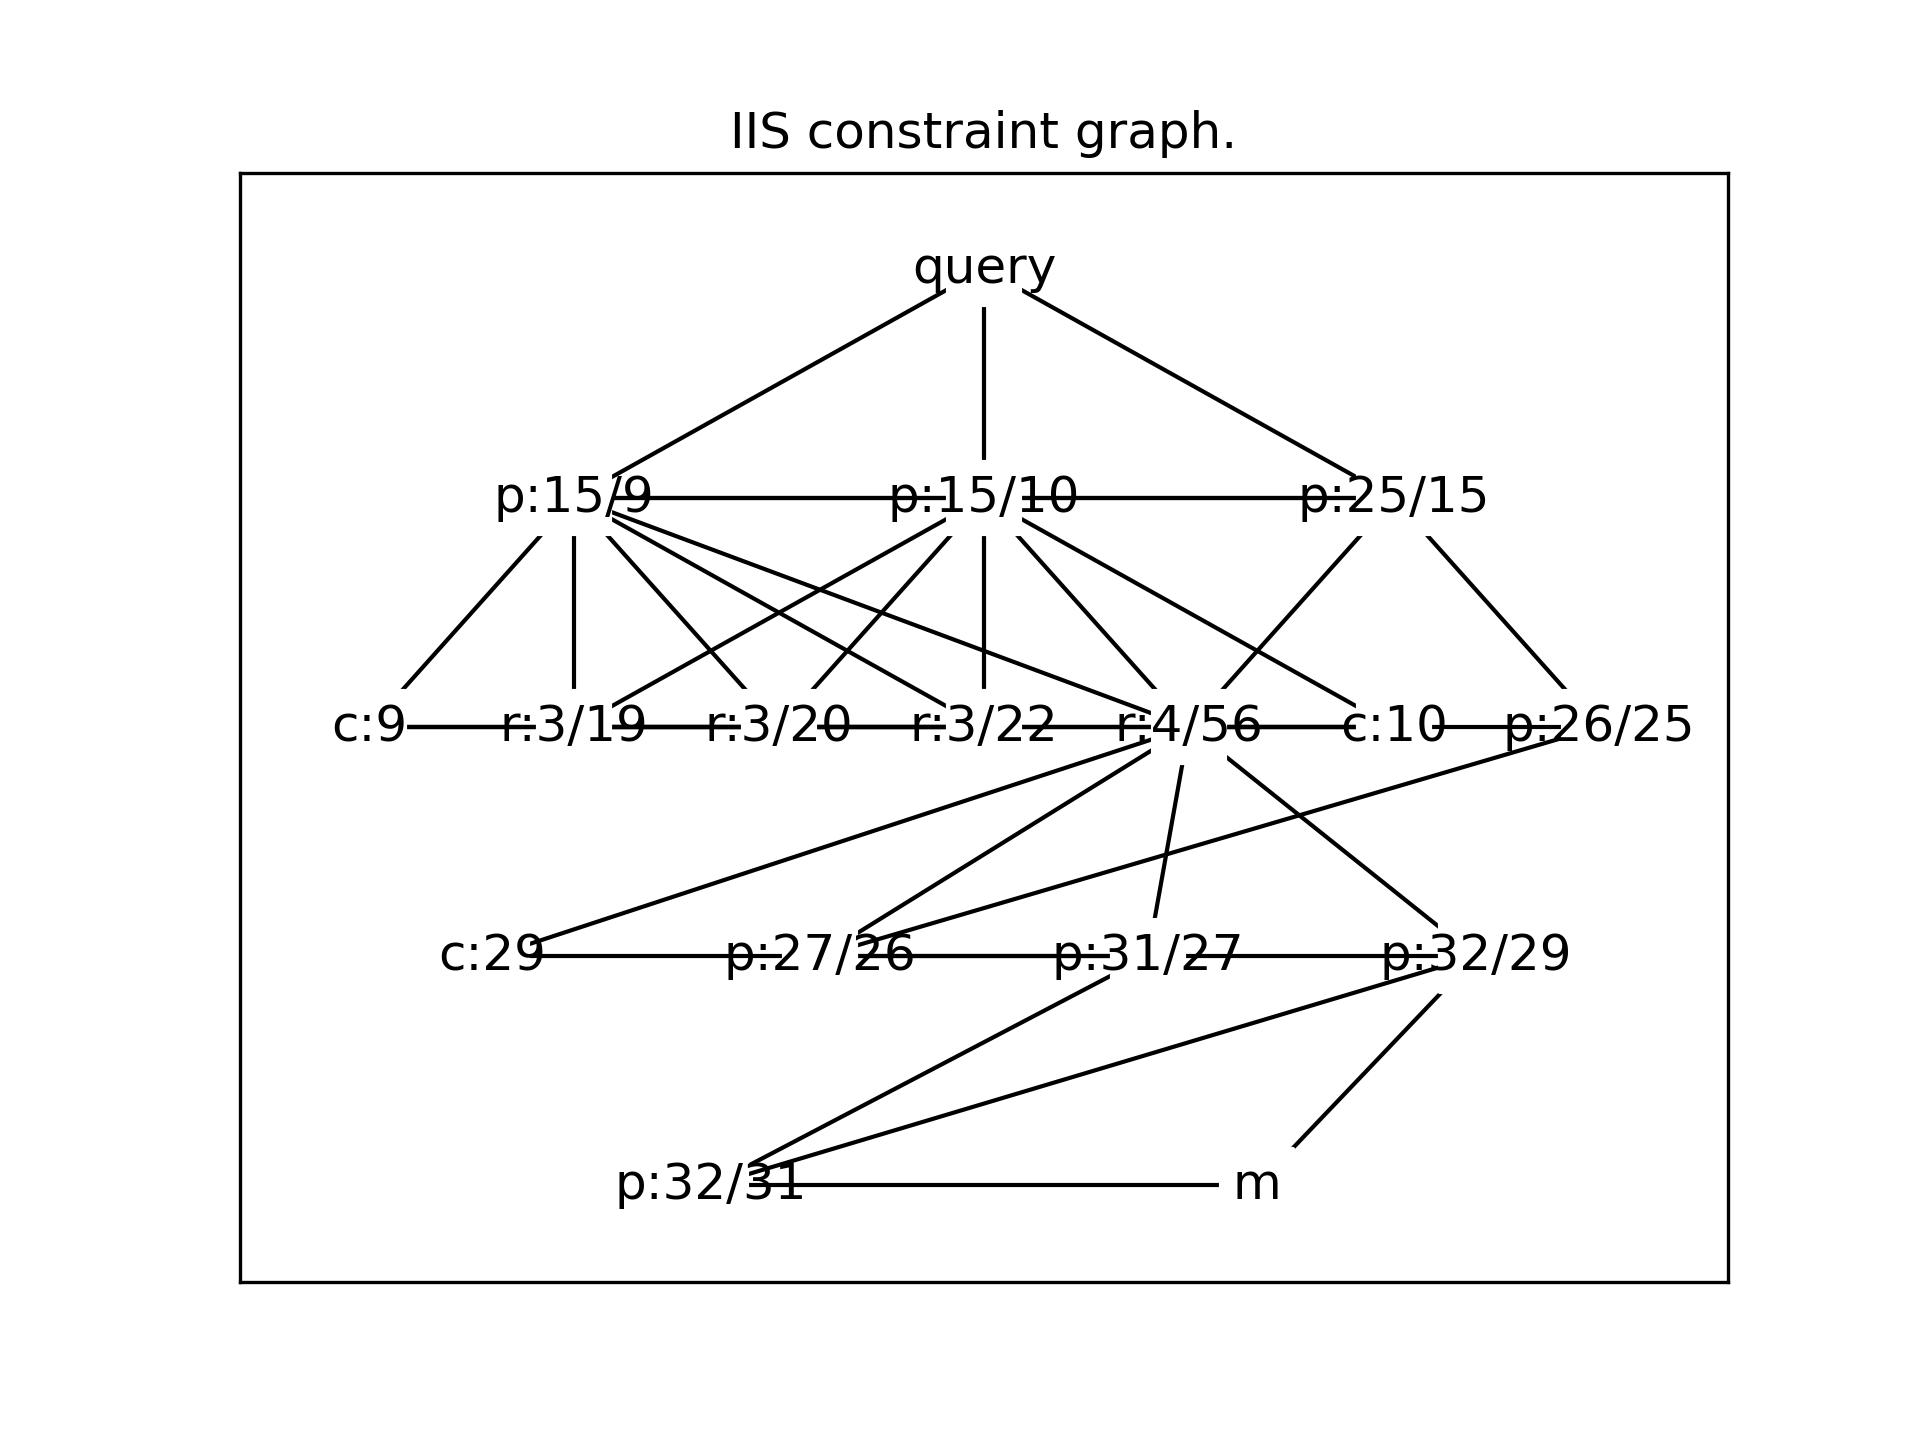 IIS constraint graph.
query
p:15/9 p:15/10 p:25/15
c:9 r:3/19 r:3/20 r:3/22 r:4/56 c:10 p:26/25
c:29 p:27/26 p:31/27 p:32/29
p:32/31 m